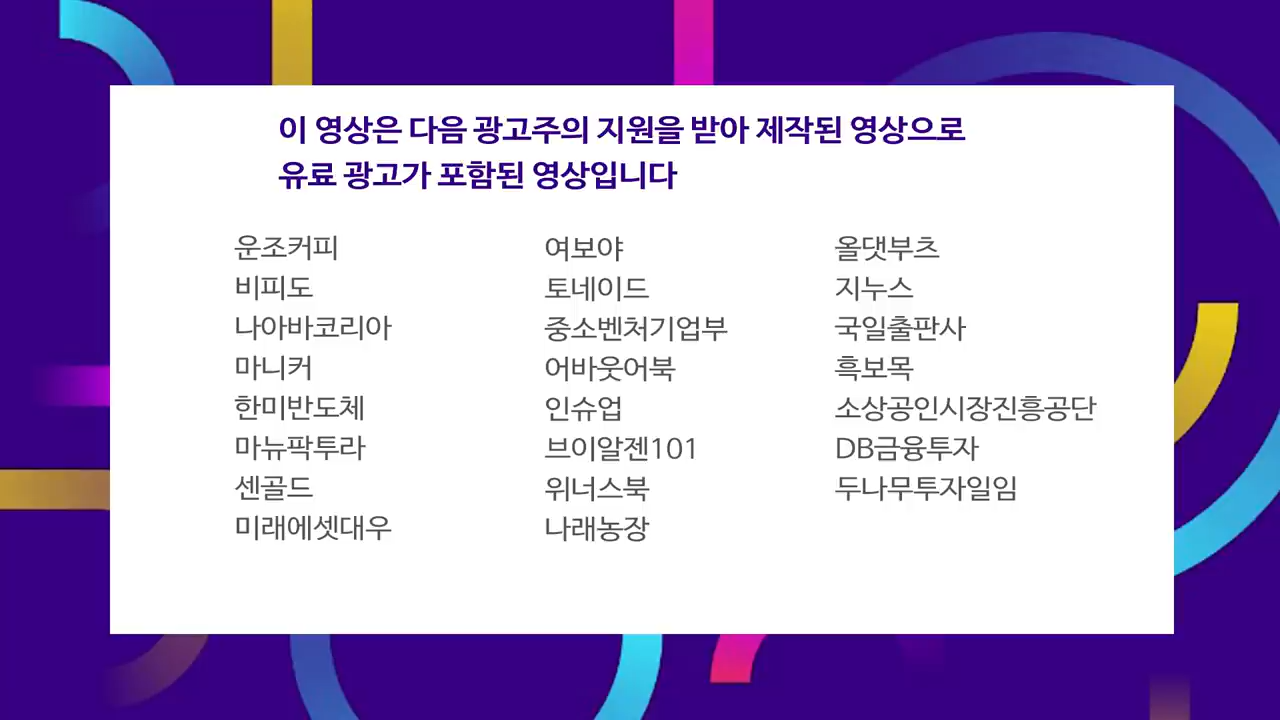 이 영상은 다음 광고주의 지원을 받아 제작된 영상으로
유료 광고가 포함된 영상입니다
운조커피
비피도
나아바코리아
마니커
한미반도체
마뉴팍투라
센골드
미래에셋대우
여보야
토네이드
중소벤처기업부
어바웃어북
인슈업
브이알젠101
위너스북
나래농장
올댓부츠
지누스
국일출판사
흑보목
소상공인시장진흥공단
DB금융투자
두나무투자일임